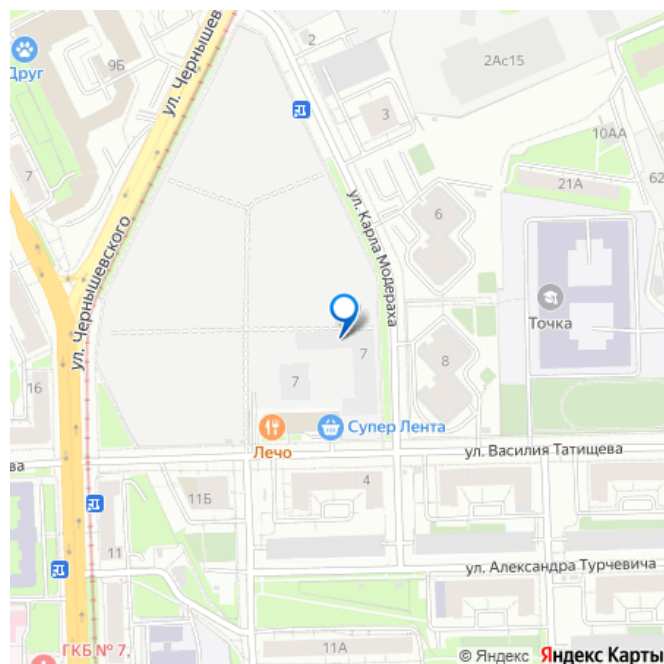 2
9Б
Друг
ул. Чернышевского
2Ас15
3
10АА
7
62
21А
ул. Карла Модераха
6
ул. Чернышевского
Точка
7
8
16
7
Супер Лента
Лечо
ул. Василия Татищева
ва
4
11Б
11
ул. Александра Турчевича
ГКБ № 7,
11А
© Яндекс Яндекс Карты